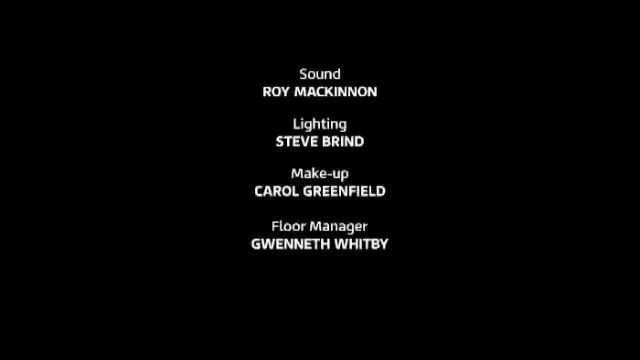 Sound
ROY MACKINNON
Lighting
STEVE BRIND
Make-up
CAROL GREENFIELD
Floor Manager
GWENNETH WHITBY